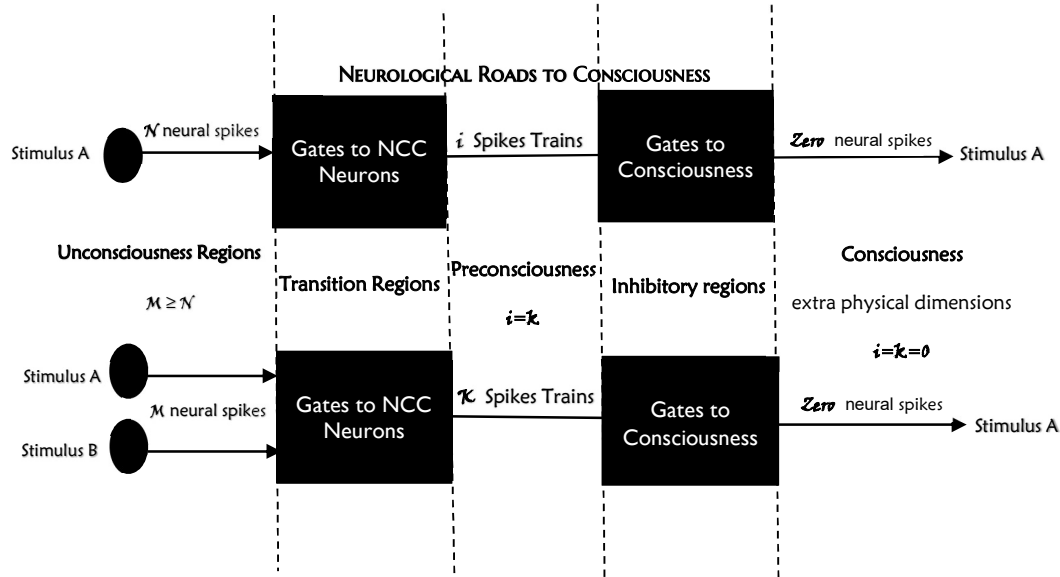 NEUROLOGICAL ROADS TO CONSCIOUSNESS
Stimulus A
N neural spikes
Gates to NCC
Neurons
i Spikes Trains
Gates to
Consciousness
Zero neural spikes
Stimulus A
Unconsciousness Regions
M ≥ N
Transition Regions
Preconsciousness
i=k
Inhibitory regions
Consciousness
extra physical dimensions
i=k=0
Stimulus A
M neural spikes
Stimulus B
Gates to NCC
Neurons
K Spikes Trains
Gates to
Consciousness
Zero neural spikes
Stimulus A